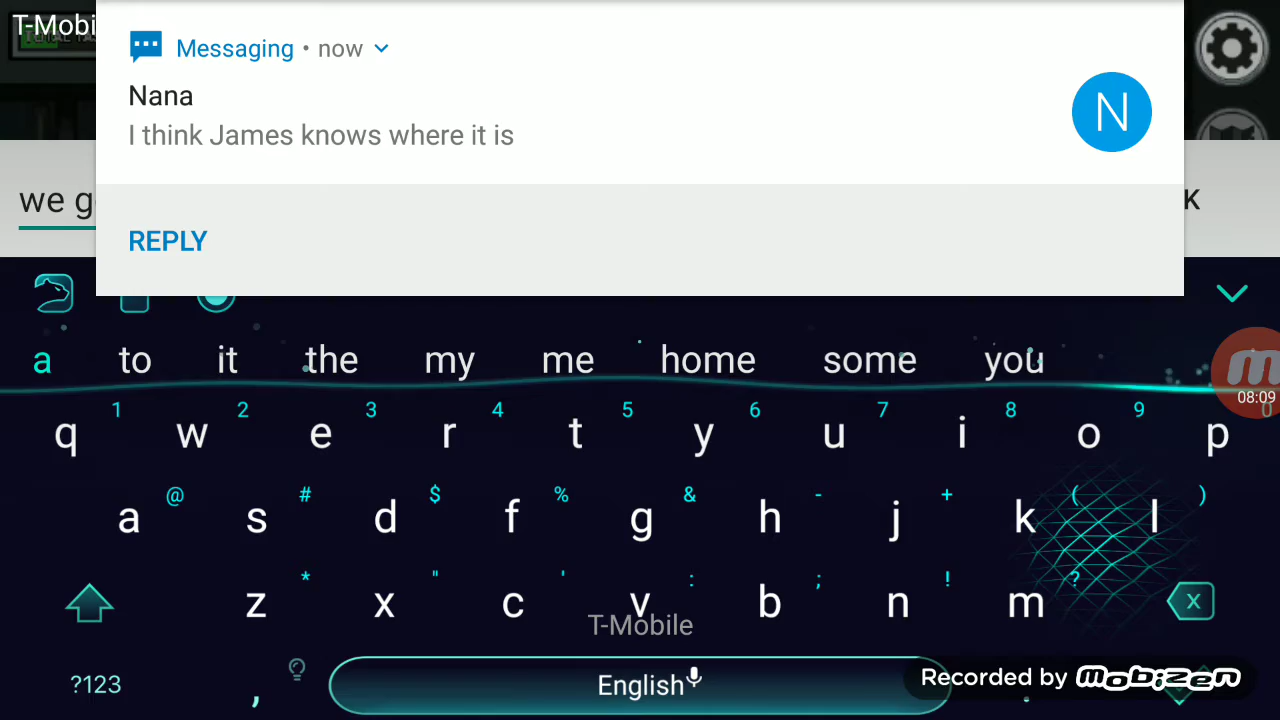 T-Mobi
Messaging • now
Nana
I think James knows where it is
N
we g
K
REPLY
a to it the my me home some you
08:09
1 2 3 4 5 6 7 8 9 0
q w e r t y u i o p
@ # $ % & - + ( )
a s d f g h j k l
* " ' : ; ! ?
z x c v b n m x
T-Mobile
?123 , English .
Recorded by mobizen